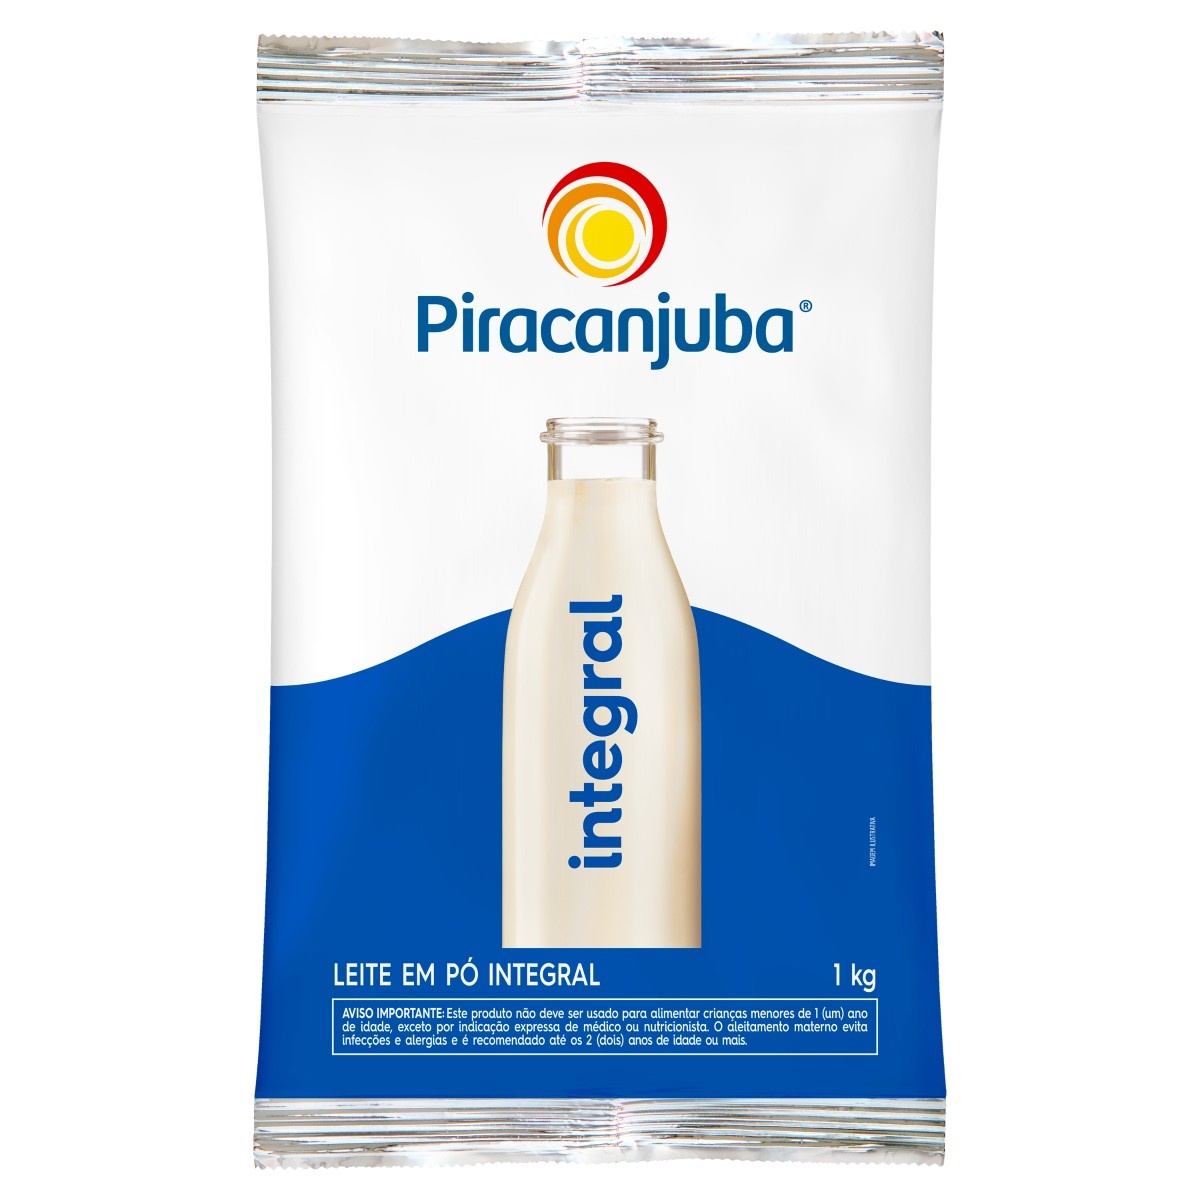 Piracanjuba®
integral
IMAGEM ILUSTRATIVA
LEITE EM PÓ INTEGRAL
1 kg
AVISO IMPORTANTE: Este produto não deve ser usado para alimentar crianças menores de 1 (um) ano
de idade, exceto por indicação expressa de médico ou nutricionista. O aleitamento materno evita
infecções e alergias e é recomendado até os 2 (dois) anos de idade ou mais.